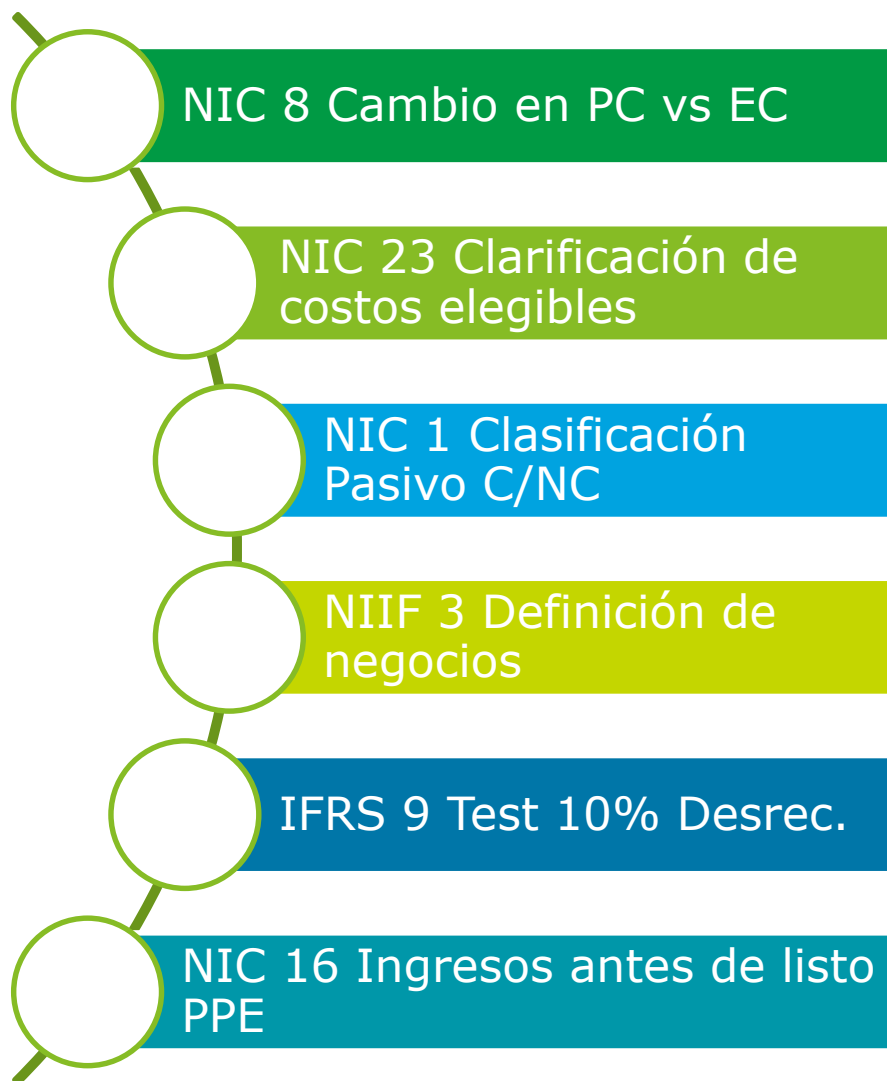 NIC 8 Cambio en PC vs EC
NIC 23 Clarificación de
costos elegibles
NIC 1 Clasificación
Pasivo C/NC
NIIF 3 Definición de
negocios
IFRS 9 Test 10% Desrec.
NIC 16 Ingresos antes de listo
PPE